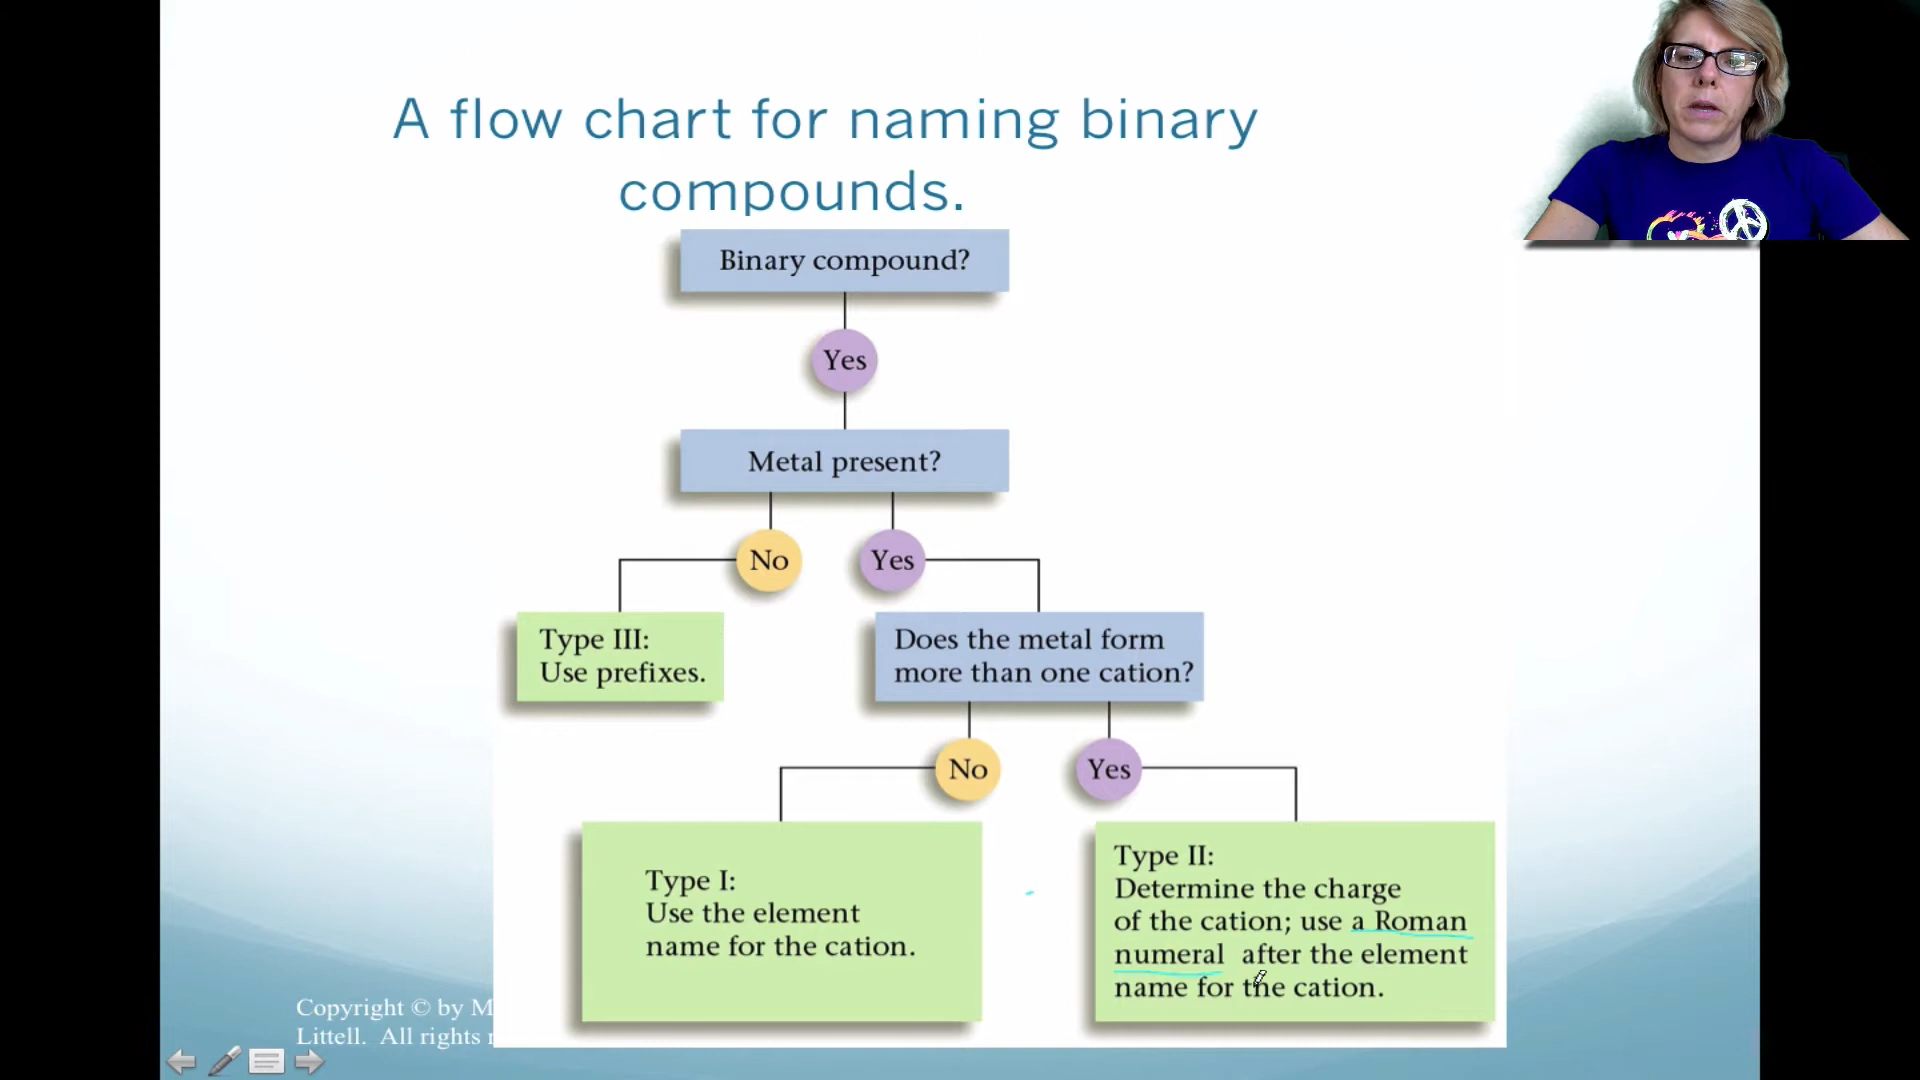 A flow chart for naming binary
compounds.
Binary compound?
Yes
Metal present?
No
Yes
Type III:
Use prefixes.
Does the metal form
more than one cation?
No
Yes
Type I:
Use the element
name for the cation.
Type II:
Determine the charge
of the cation; use a Roman
numeral after the element
name for the cation.
Copyright © by M
Littell. All rights